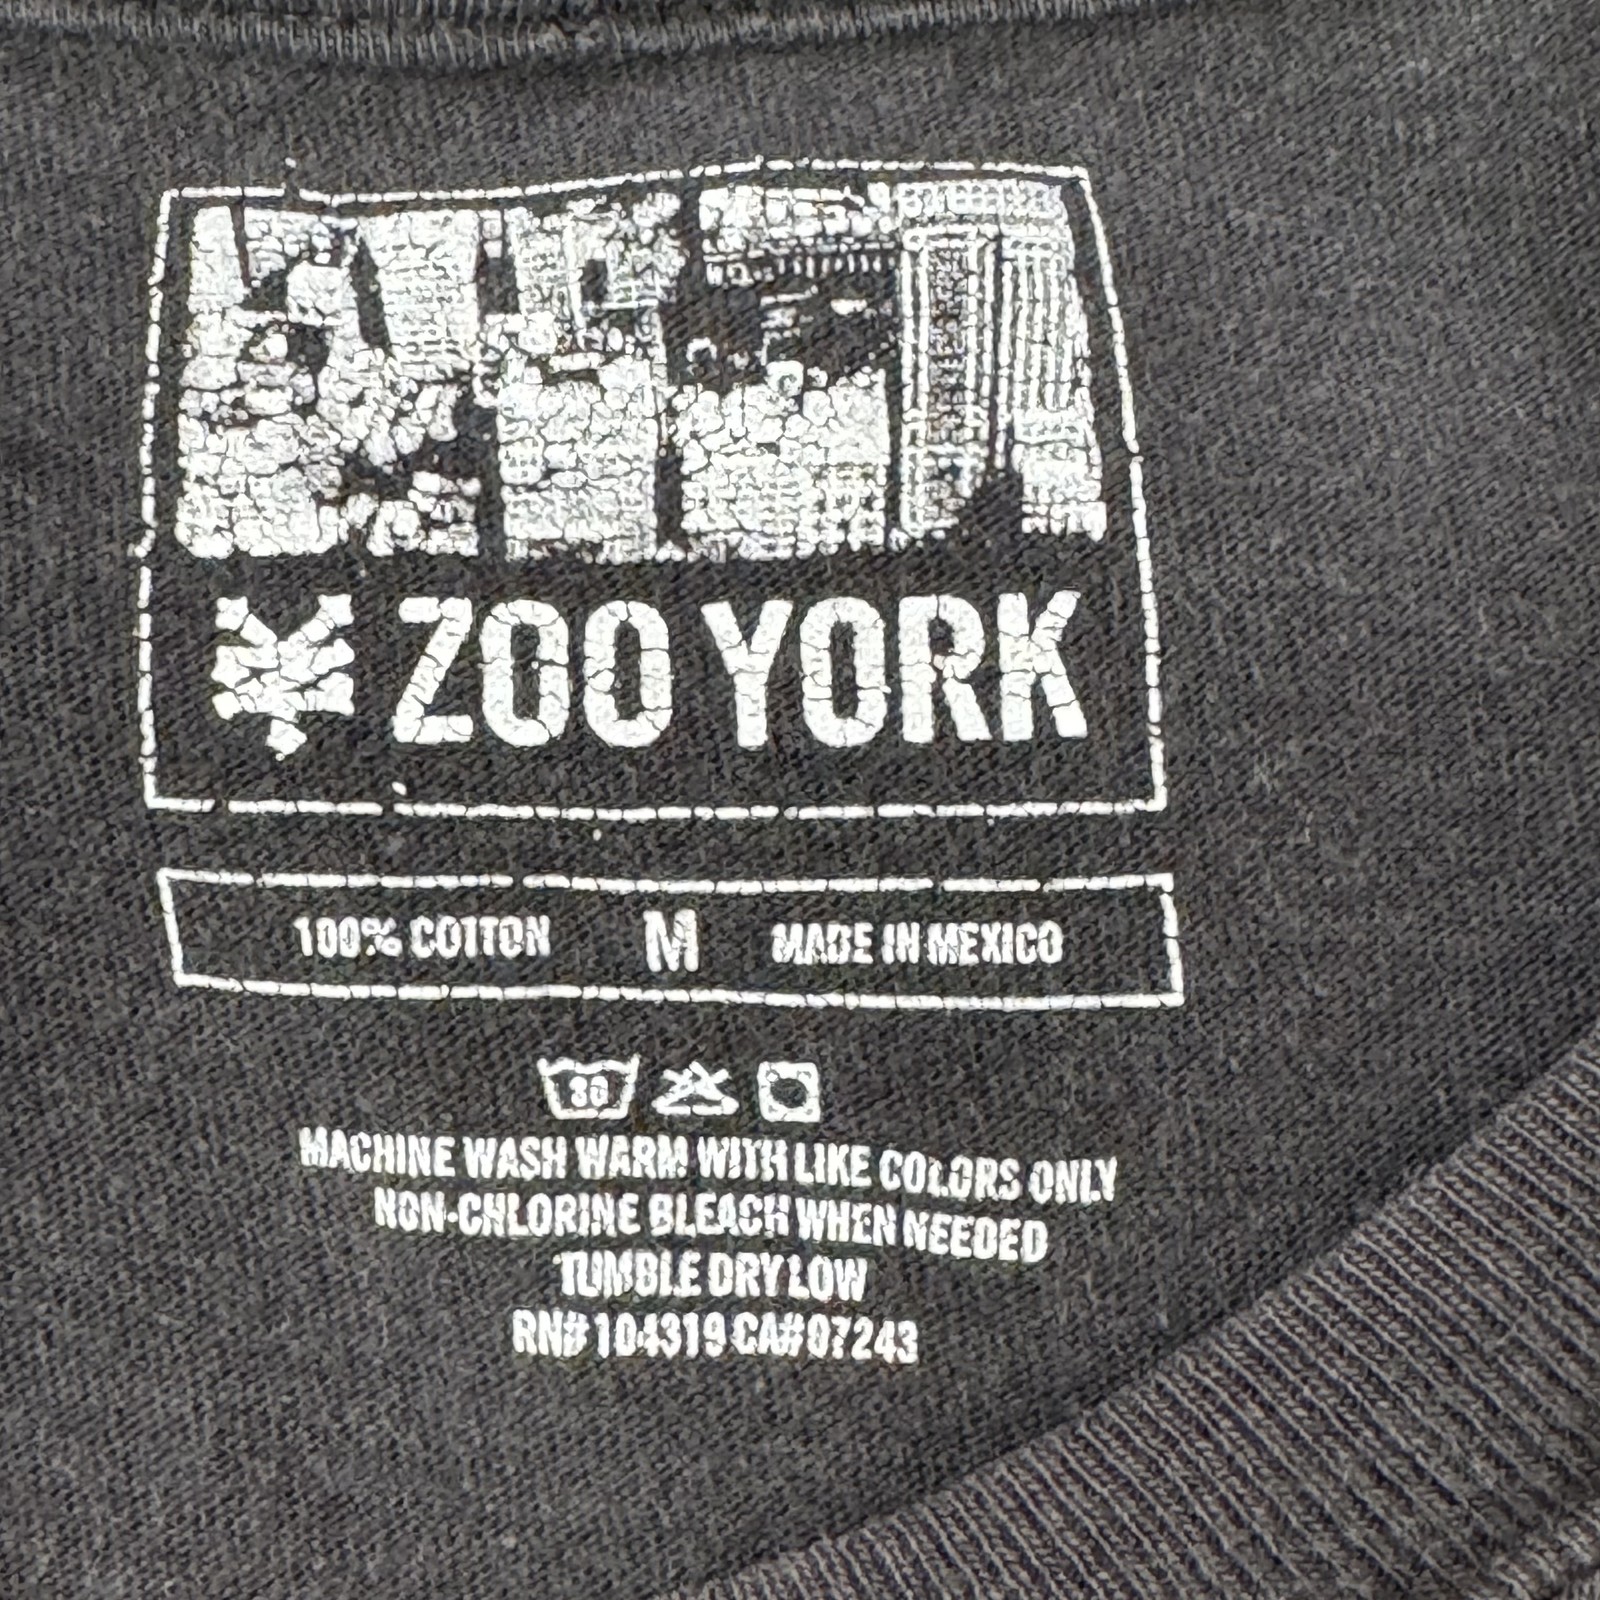 ZOO YORK
100% COTTON M MADE IN MEXICO
30
MACHINE WASH WARM WITH LIKE COLORS ONLY
NON-CHLORINE BLEACH WHEN NEEDED
TUMBLE DRY LOW
RN# 104319 CA# 07243